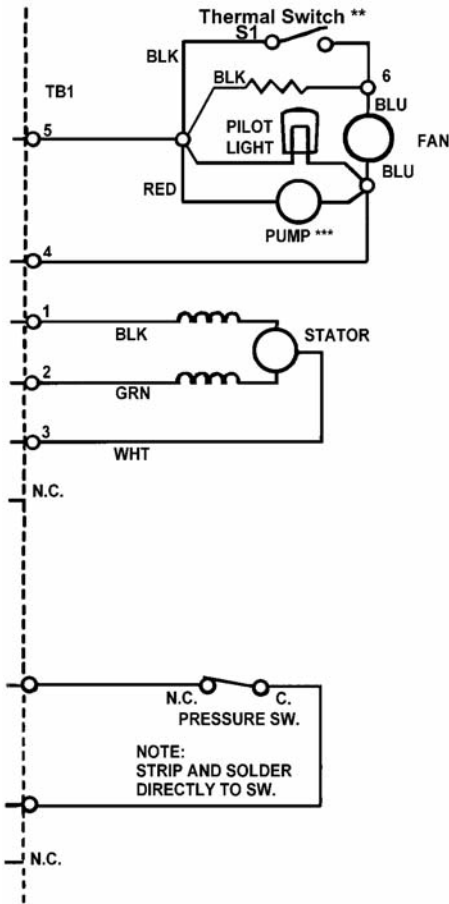 Thermal Switch **
S1
BLK
BLK
6
TB1
BLU
5
PILOT
LIGHT
FAN
BLU
RED
PUMP ***
4
1
BLK
STATOR
2
GRN
3
WHT
N.C.
N.C.
C.
PRESSURE SW.
NOTE:
STRIP AND SOLDER
DIRECTLY TO SW.
N.C.